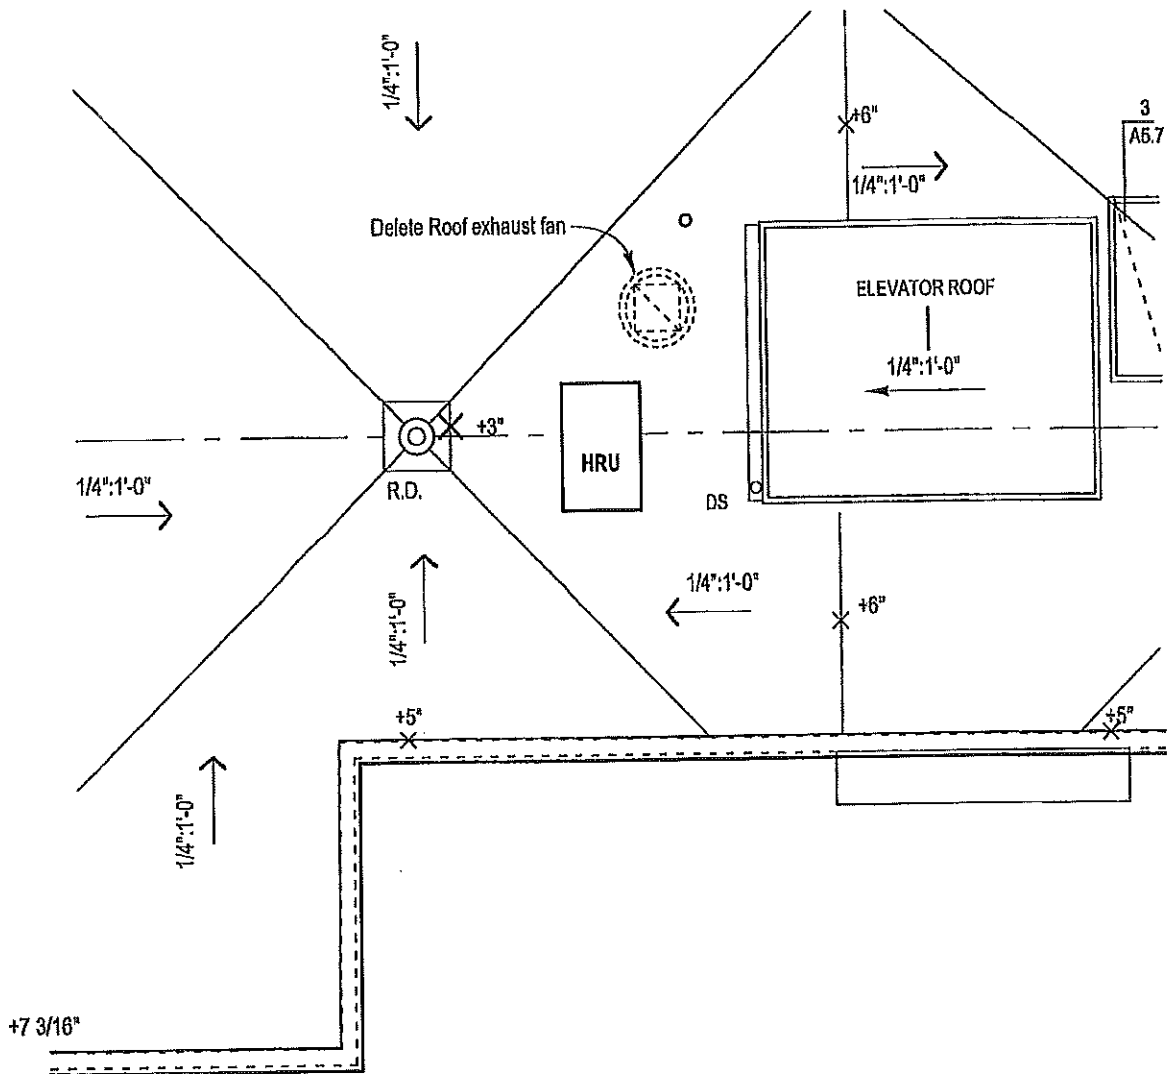 1/4":1'-0"
+6"
3
A6.7
1/4":1'-0"
Delete Roof exhaust fan
ELEVATOR ROOF
1/4":1'-0"
+3"
HRU
1/4":1'-0"
R.D.
DS
1/4":1'-0"
1/4":1'-0"
+6"
+5"
+5"
1/4":1'-0"
+7 3/16"